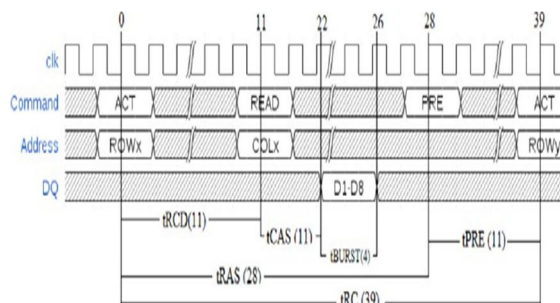 0 11 22 26 28 39
clk
Command ACT READ PRE ACT
Address ROWx COLx ROWy
DQ D1-D8
tRCD(11)
tCAS (11)
tBURST(4)
tPRE (11)
tRAS (28)
tRC (39)